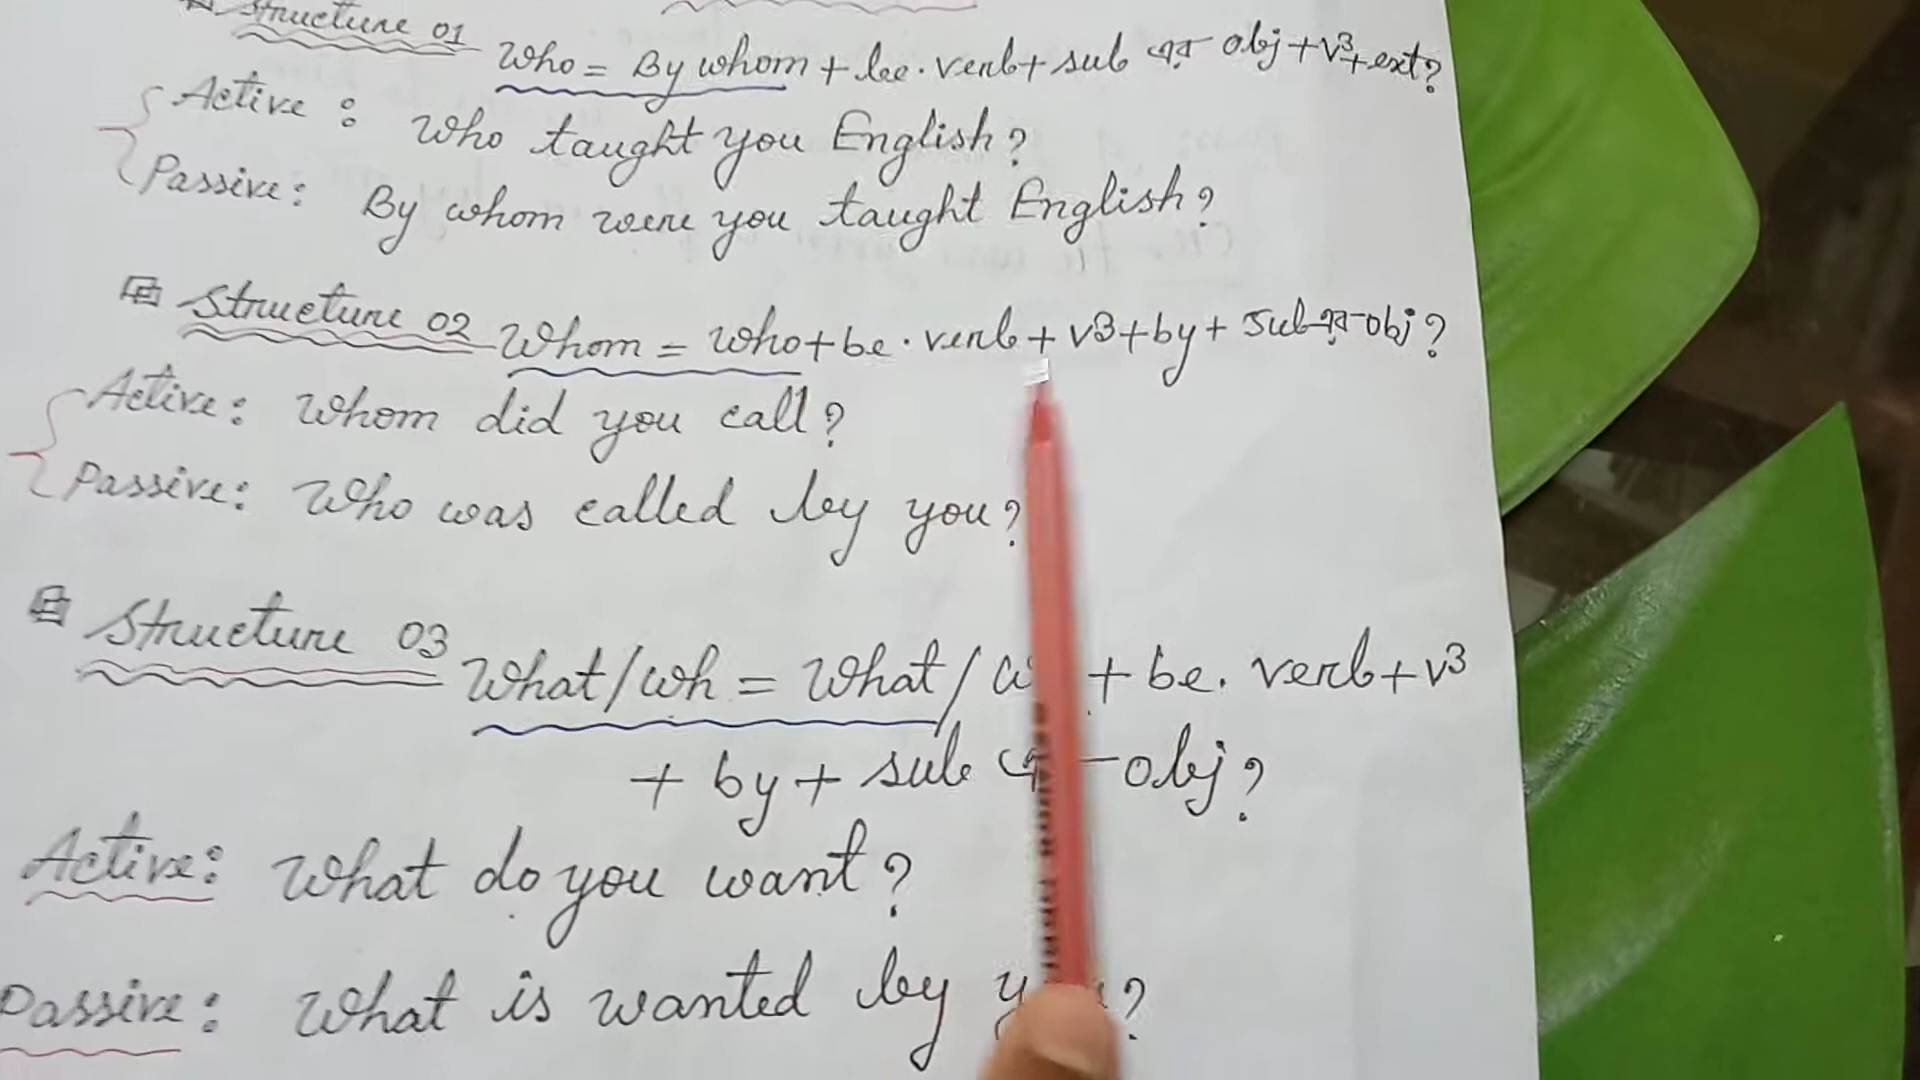 Structure 01 Who = By whom + be. verb + sub এর obj + v3 + ext?
Active : Who taught you English?
Passive : By whom were you taught English?
Structure 02 Whom = who + be. verb + v3 + by + Sub এর obj?
Active : Whom did you call?
Passive : Who was called by you?
Structure 03 What/wh = What/ + be. verb + v3
+ by + sub এর obj?
Active : What do you want?
Passive : What is wanted by